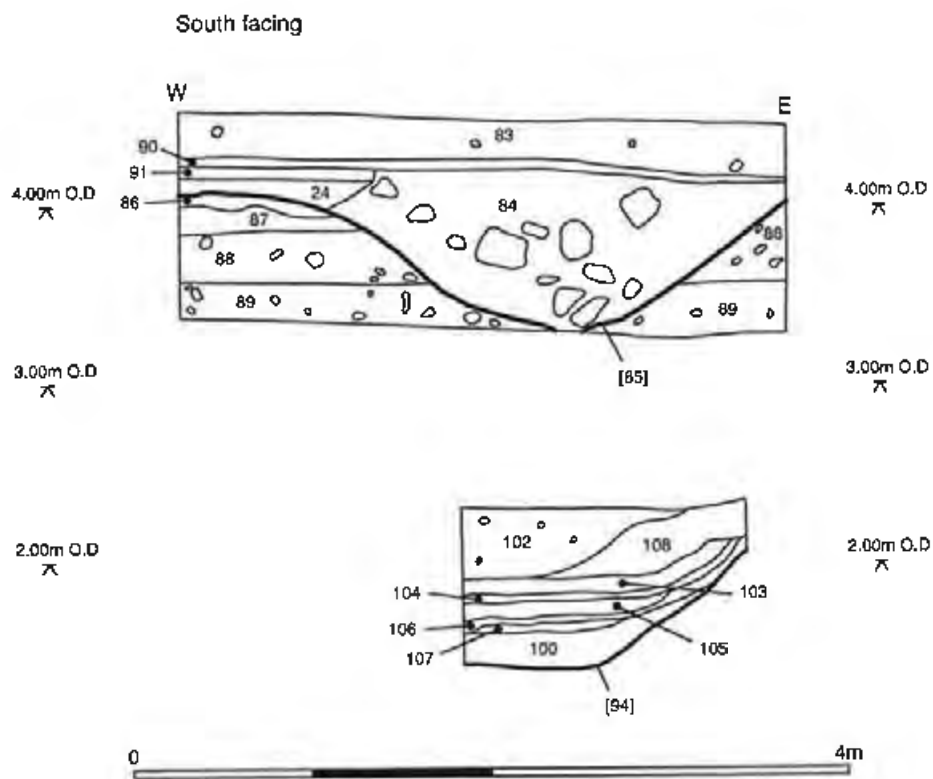 South facing
W E
83
90
91
4.00m O.D 24 84 4.00m O.D
86
87 88
88
89 89
[85]
3.00m O.D 3.00m O.D
102 108
2.00m O.D 2.00m O.D
103
104
106 105
107 100
[94]
0 4m